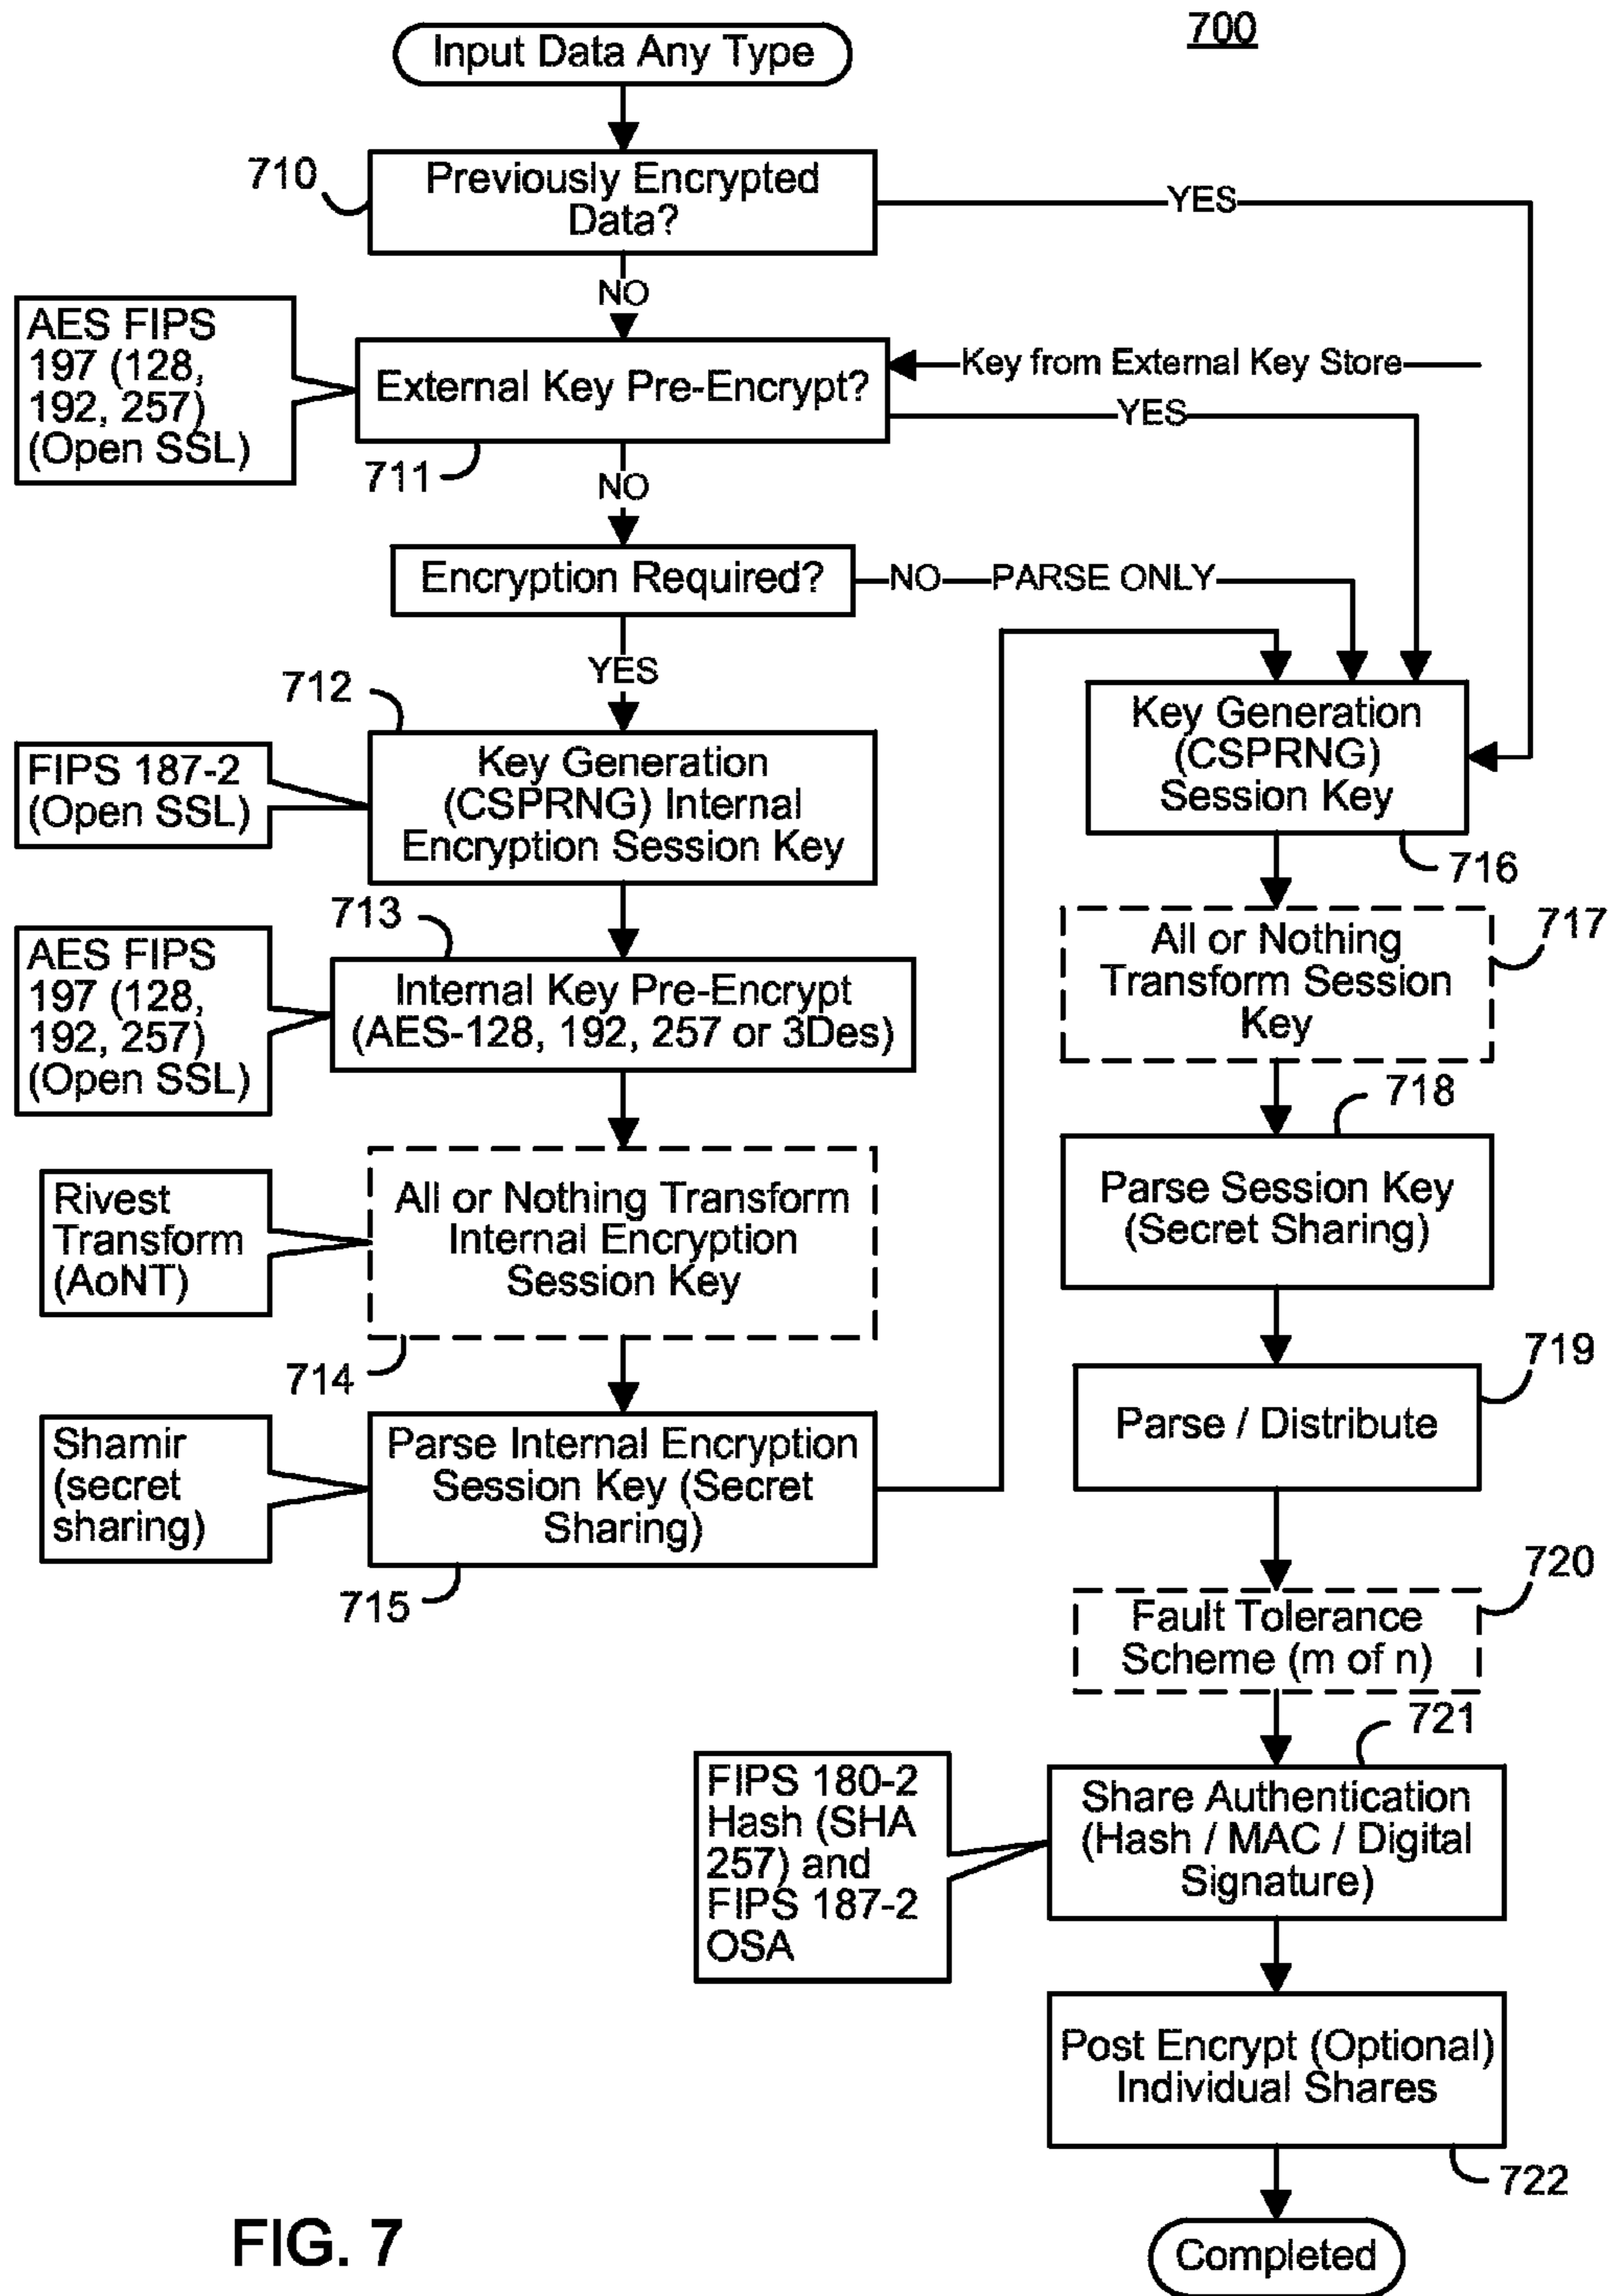 700
Input Data Any Type
710
Previously Encrypted
Data?
YES
NO
AES FIPS
197 (128,
192, 257)
(Open SSL)
External Key Pre-Encrypt?
Key from External Key Store
YES
711
NO
Encryption Required?
NO
PARSE ONLY
YES
712
Key Generation
(CSPRNG) Internal
Encryption Session Key
FIPS 187-2
(Open SSL)
Key Generation
(CSPRNG)
Session Key
716
713
AES FIPS
197 (128,
192, 257)
(Open SSL)
Internal Key Pre-Encrypt
(AES-128, 192, 257 or 3Des)
All or Nothing
Transform Session
Key
717
718
Rivest
Transform
(AoNT)
All or Nothing Transform
Internal Encryption
Session Key
714
Parse Session Key
(Secret Sharing)
719
Parse / Distribute
Shamir
(secret
sharing)
Parse Internal Encryption
Session Key (Secret
Sharing)
715
720
Fault Tolerance
Scheme (m of n)
721
FIPS 180-2
Hash (SHA
257) and
FIPS 187-2
OSA
Share Authentication
(Hash / MAC / Digital
Signature)
Post Encrypt (Optional)
Individual Shares
722
Completed
FIG. 7